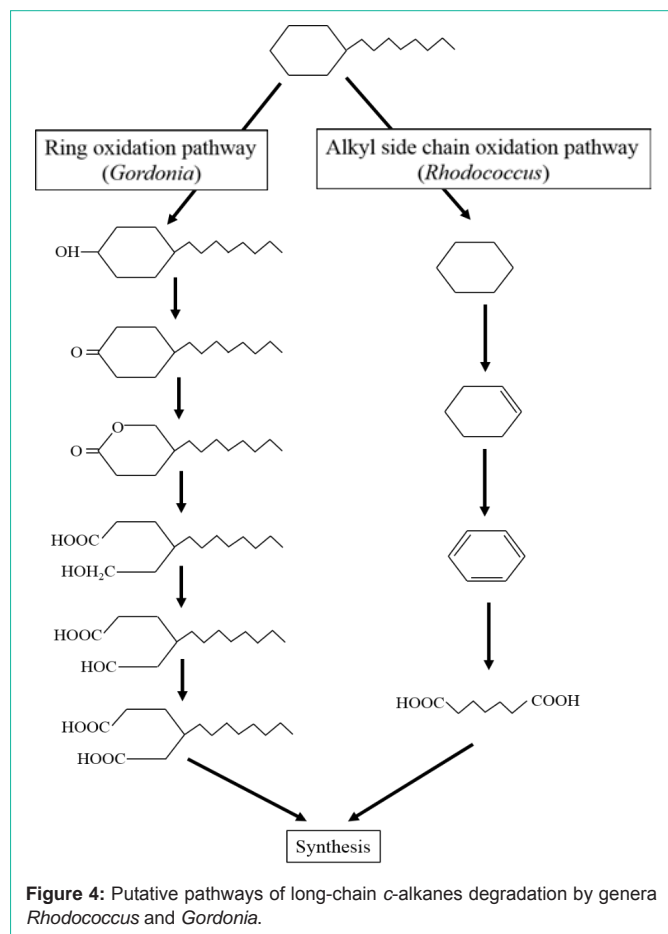 Ring oxidation pathway
(Gordonia)
Alkyl side chain oxidation pathway
(Rhodococcus)
OH
O
O
O
HOOC
HOH₂C
HOOC
HOC
HOOC
HOOC
HOOC COOH
Synthesis
Figure 4: Putative pathways of long-chain c-alkanes degradation by genera
Rhodococcus and Gordonia.